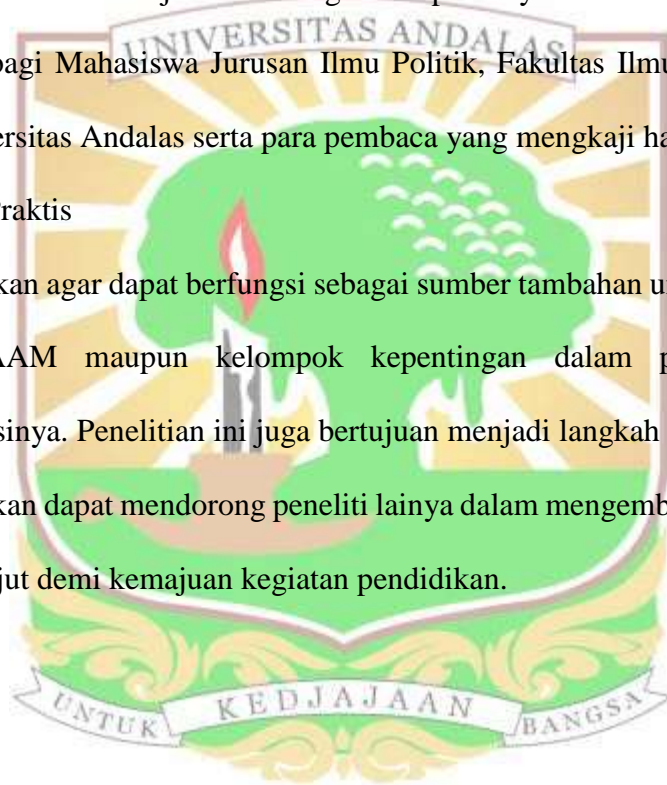 UNIVERSITAS ANDALAS
bagi Mahasiswa Jurusan Ilmu Politik, Fakultas Ilmu
ersitas Andalas serta para pembaca yang mengkaji ha
Praktis
kan agar dapat berfungsi sebagai sumber tambahan u
AAM maupun kelompok kepentingan dalam p
sinya. Penelitian ini juga bertujuan menjadi langkah
kan dapat mendorong peneliti lainya dalam mengemb
jut demi kemajuan kegiatan pendidikan.
UNTUK KEDJAJAAN BANGSA